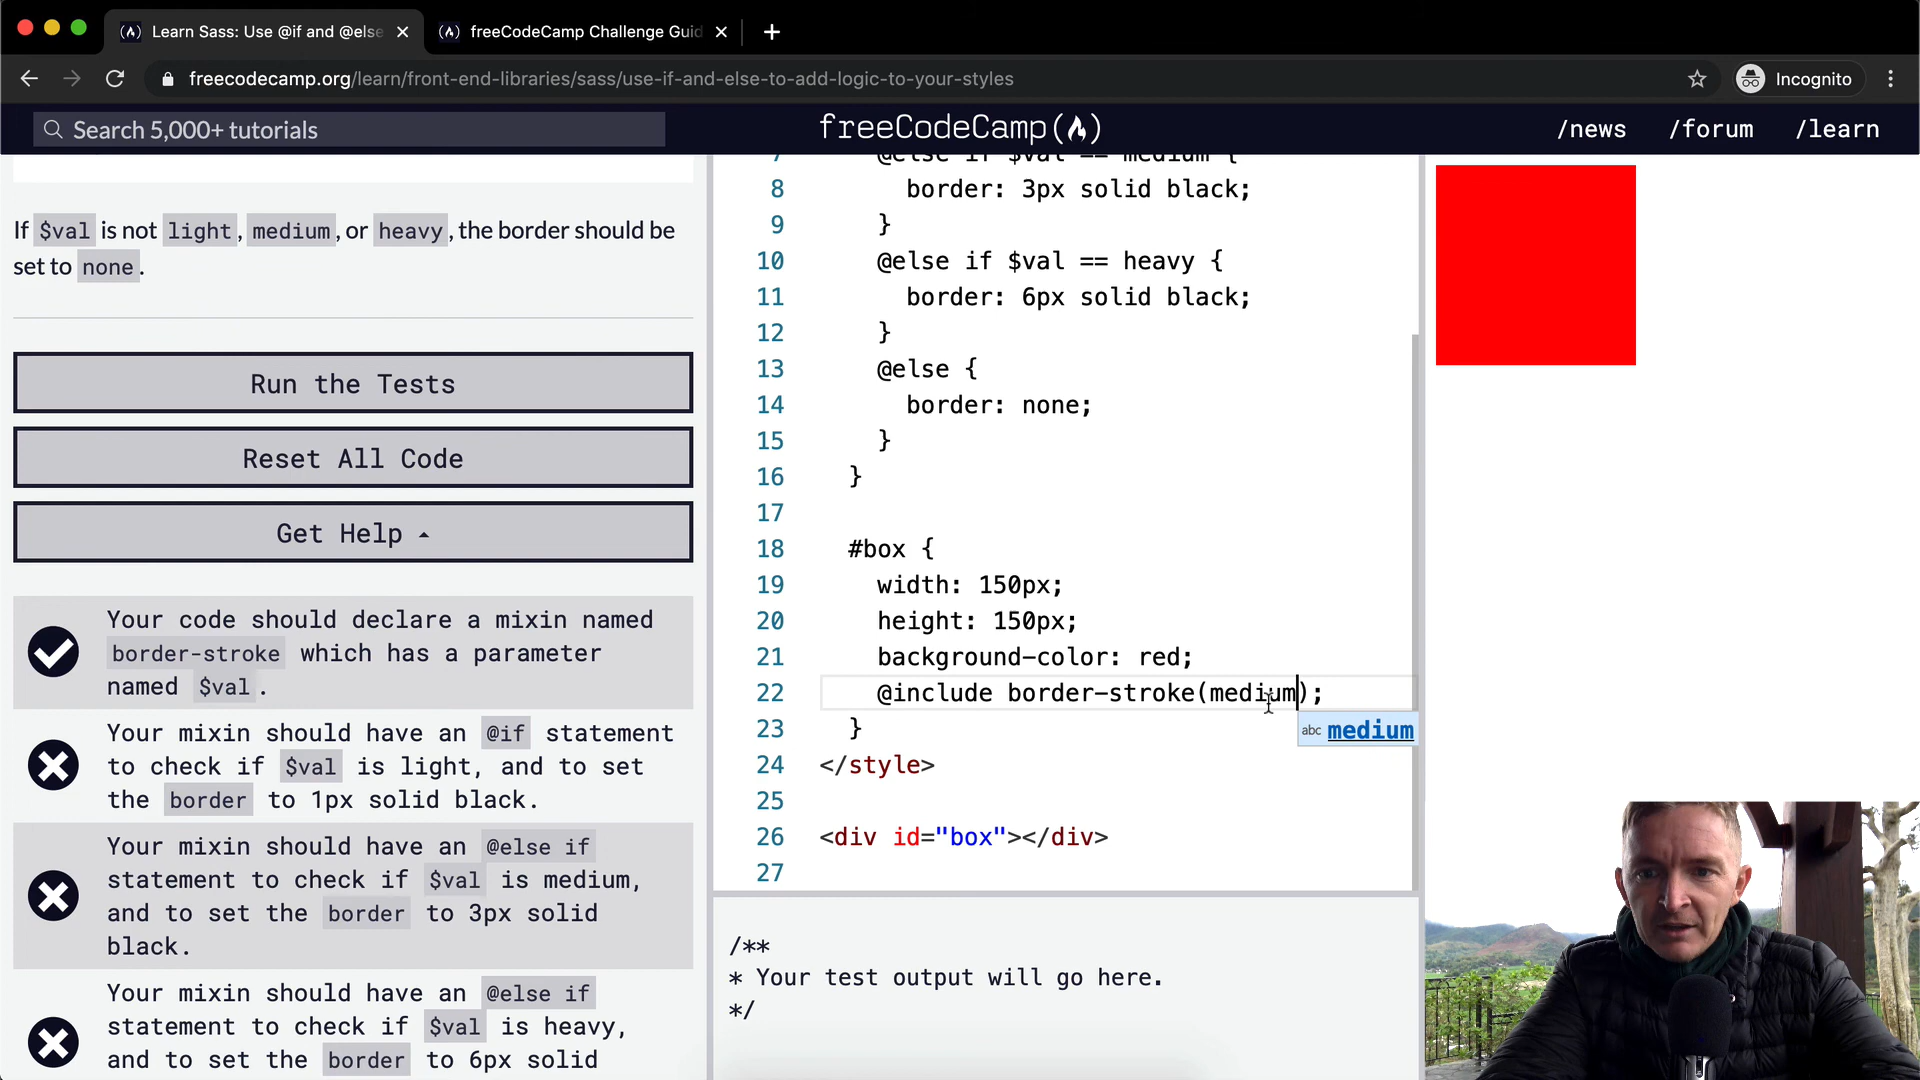 Learn Sass: Use @if and @else
freeCodeCamp Challenge Guid
freecodecamp.org/learn/front-end-libraries/sass/use-if-and-else-to-add-logic-to-your-styles
Incognito
Search 5,000+ tutorials
freeCodeCamp
/news
/forum
/learn
If $val is not light, medium, or heavy, the border should be
set to none.
Run the Tests
Reset All Code
Get Help
Your code should declare a mixin named
border-stroke which has a parameter
named $val.
Your mixin should have an @if statement
to check if $val is light, and to set
the border to 1px solid black.
Your mixin should have an @else if
statement to check if $val is medium,
and to set the border to 3px solid
black.
Your mixin should have an @else if
statement to check if $val is heavy,
and to set the border to 6px solid
7 @else if $val == medium {
8 border: 3px solid black;
9 }
10 @else if $val == heavy {
11 border: 6px solid black;
12 }
13 @else {
14 border: none;
15 }
16 }
17
18 #box {
19 width: 150px;
20 height: 150px;
21 background-color: red;
22 @include border-stroke(medium);
abc medium
23 }
24 </style>
25
26 <div id="box"></div>
27
/**
* Your test output will go here.
*/